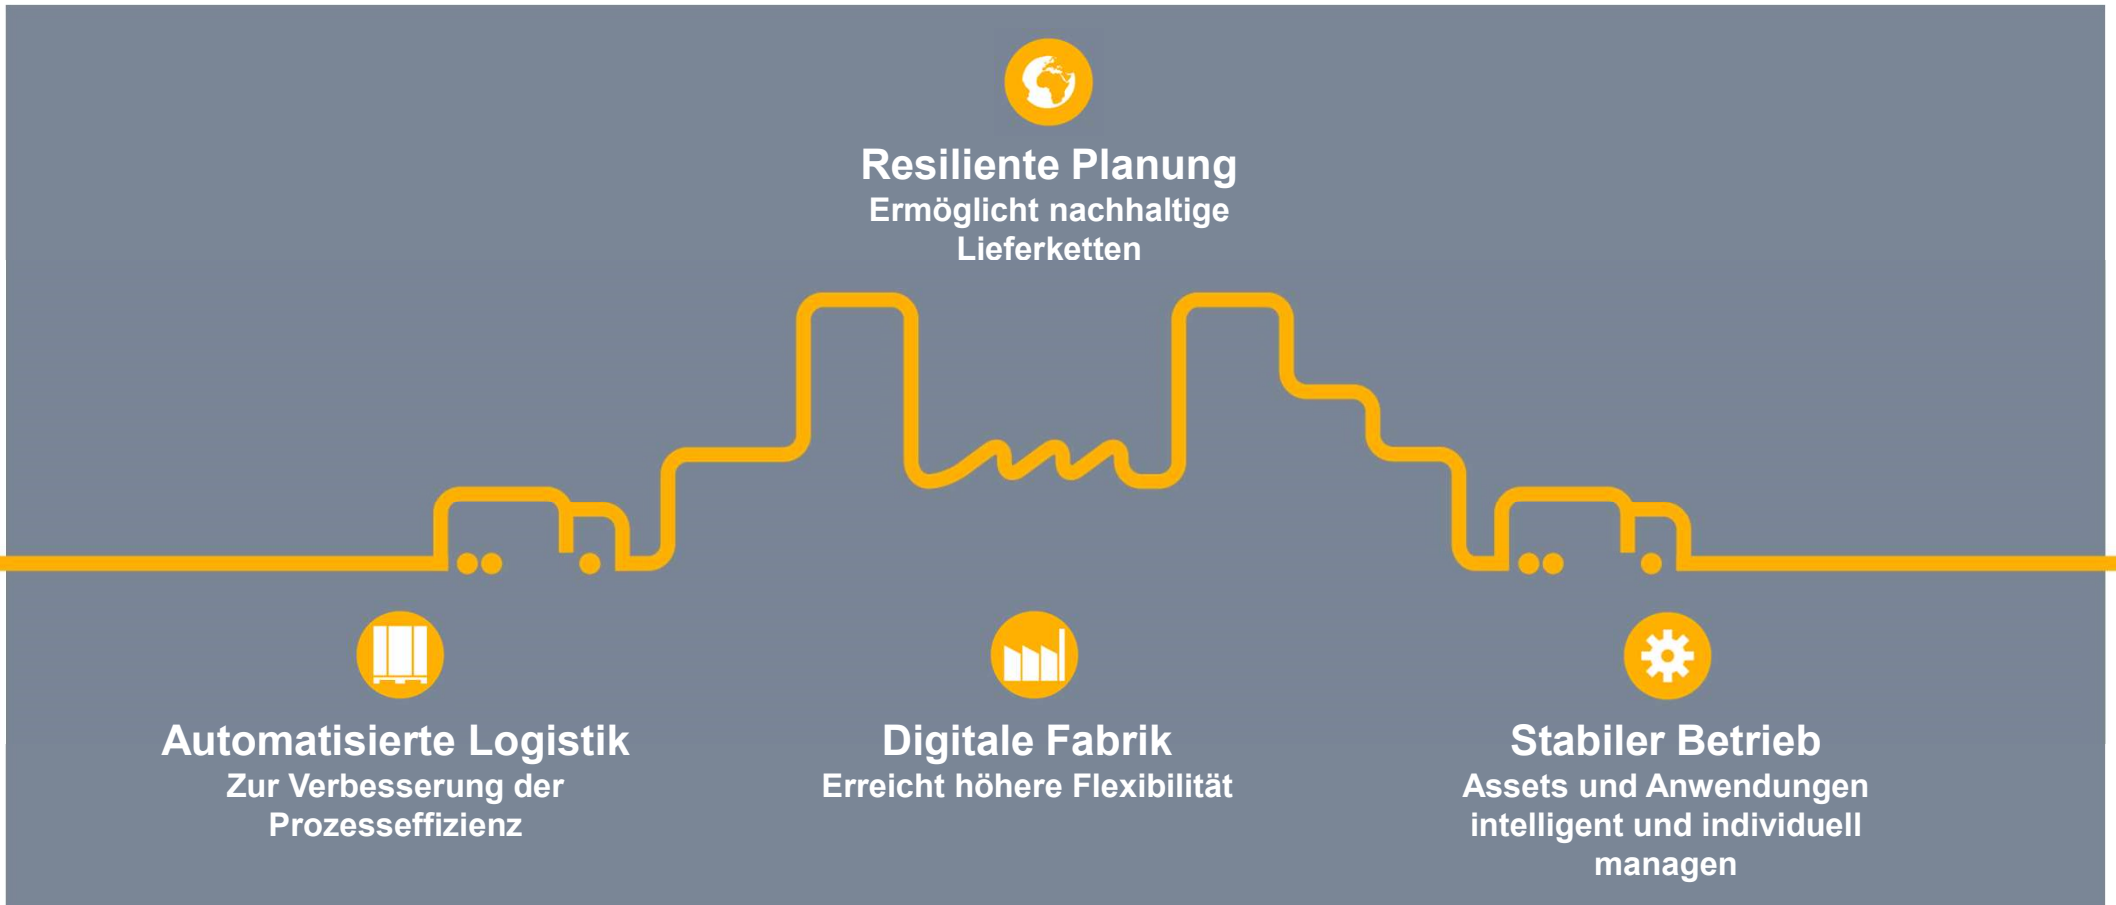 Resiliente Planung
Ermöglicht nachhaltige
Lieferketten
Automatisierte Logistik
Zur Verbesserung der
Prozesseffizienz
Digitale Fabrik
Erreicht höhere Flexibilität
Stabiler Betrieb
Assets und Anwendungen
intelligent und individuell
managen